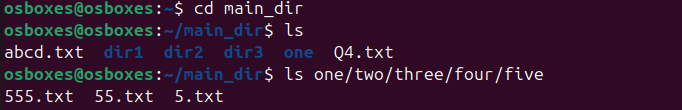 osboxes@osboxes:~$ cd main_dir
osboxes@osboxes:~/main_dir$ ls
abcd.txt  dir1  dir2  dir3  one  Q4.txt
osboxes@osboxes:~/main_dir$ ls one/two/three/four/five
555.txt  55.txt  5.txt